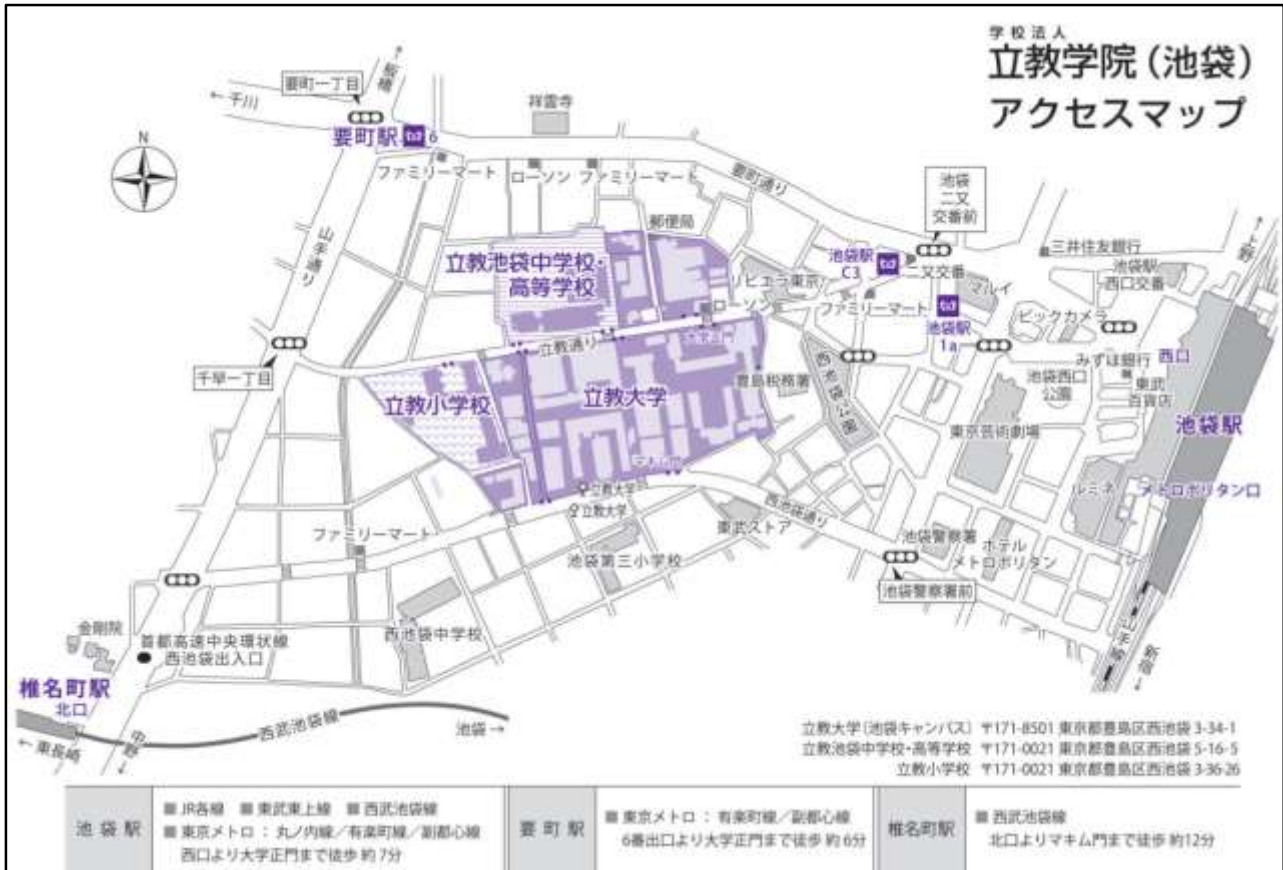 学校法人
立教学院（池袋）
アクセスマップ
↑板橋
要町一丁目
← 千川
祥雲寺
要町駅 6
N
ファミリーマート
ローソン
ファミリーマート
要町通り
池袋
二又
交番前
郵便局
三井住友銀行
↑上野
山手通り
立教池袋中学校・
高等学校
池袋駅
C3
二又交番
リビエラ東京
マルイ
池袋駅
西口交番
ローソン
ファミリーマート
池袋駅
1a
ビックカメラ
立教通り
大学正門
千早一丁目
みずほ銀行
西口
西池袋公園
豊島税務署
池袋西口
公園
東武
百貨店
立教小学校
立教大学
池袋駅
東京芸術劇場
ルミネ
メトロポリタン口
立教大学
立教大学
西池袋通り
東武ストア
ファミリーマート
池袋第三小学校
池袋警察署
ホテル
メトロポリタン
池袋警察署前
西池袋中学校
金剛院
首都高速中央環状線
西池袋出入口
山手線
新宿→
椎名町駅
北口
西武池袋線
池袋 →
← 東長崎
中野→
立教大学（池袋キャンパス） 〒171-8501 東京都豊島区西池袋 3-34-1
立教池袋中学校・高等学校 〒171-0021 東京都豊島区西池袋 5-16-5
立教小学校 〒171-0021 東京都豊島区西池袋 3-36-26
池袋駅
■ JR各線 ■ 東武東上線 ■ 西武池袋線
■ 東京メトロ：丸ノ内線／有楽町線／副都心線
西口より大学正門まで徒歩 約7分
要町駅
■ 東京メトロ：有楽町線／副都心線
6番出口より大学正門まで徒歩 約6分
椎名町駅
■ 西武池袋線
北口よりマキム門まで徒歩 約12分